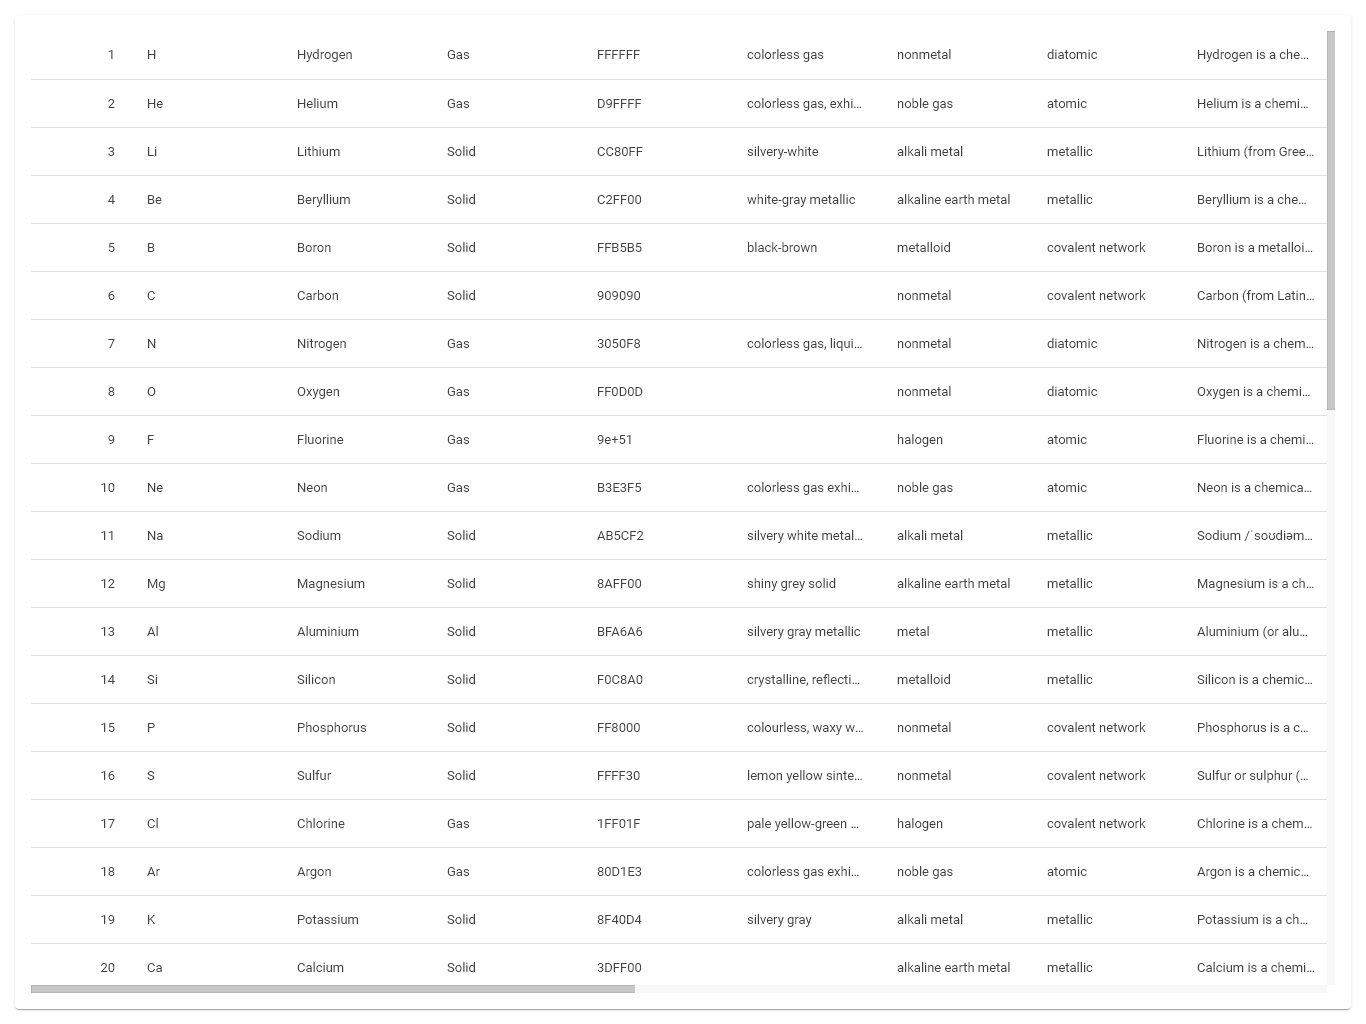 1 H Hydrogen Gas FFFFFF colorless gas nonmetal diatomic Hydrogen is a che...
2 He Helium Gas D9FFFF colorless gas, exhi... noble gas atomic Helium is a chemi...
3 Li Lithium Solid CC80FF silvery-white alkali metal metallic Lithium (from Gree...
4 Be Beryllium Solid C2FF00 white-gray metallic alkaline earth metal metallic Beryllium is a che...
5 B Boron Solid FFB5B5 black-brown metalloid covalent network Boron is a metalloi...
6 C Carbon Solid 909090 nonmetal covalent network Carbon (from Latin...
7 N Nitrogen Gas 3050F8 colorless gas, liqui... nonmetal diatomic Nitrogen is a chem...
8 O Oxygen Gas FF0D0D nonmetal diatomic Oxygen is a chemi...
9 F Fluorine Gas 9e+51 halogen atomic Fluorine is a chemi...
10 Ne Neon Gas B3E3F5 colorless gas exhi... noble gas atomic Neon is a chemica...
11 Na Sodium Solid AB5CF2 silvery white metal... alkali metal metallic Sodium /ˈsoʊdiəm...
12 Mg Magnesium Solid 8AFF00 shiny grey solid alkaline earth metal metallic Magnesium is a ch...
13 Al Aluminium Solid BFA6A6 silvery gray metallic metal metallic Aluminium (or alu...
14 Si Silicon Solid F0C8A0 crystalline, reflecti... metalloid metallic Silicon is a chemic...
15 P Phosphorus Solid FF8000 colourless, waxy w... nonmetal covalent network Phosphorus is a c...
16 S Sulfur Solid FFFF30 lemon yellow sinte... nonmetal covalent network Sulfur or sulphur (...
17 Cl Chlorine Gas 1FF01F pale yellow-green ... halogen covalent network Chlorine is a chem...
18 Ar Argon Gas 80D1E3 colorless gas exhi... noble gas atomic Argon is a chemic...
19 K Potassium Solid 8F40D4 silvery gray alkali metal metallic Potassium is a ch...
20 Ca Calcium Solid 3DFF00 alkaline earth metal metallic Calcium is a chemi...